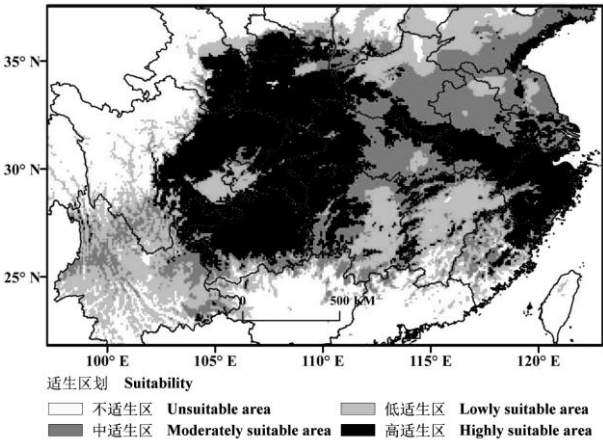 35° N
30° N
25° N
0 500 KM
100° E 105° E 110° E 115° E 120° E
适生区划 Suitability
不适生区 Unsuitable area 低适生区 Lowly suitable area
中适生区 Moderately suitable area 高适生区 Highly suitable area